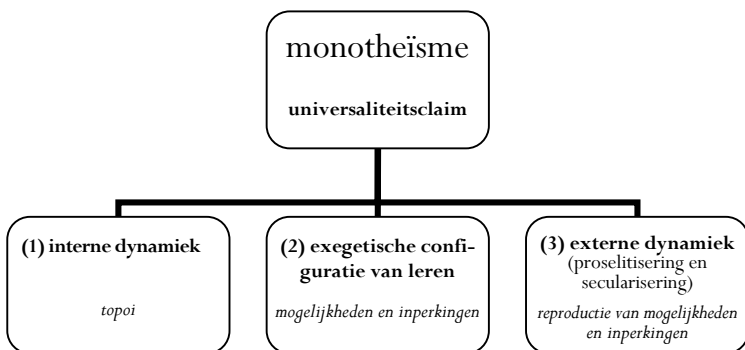 monotheïsme
universaliteitsclaim
(1) interne dynamiek
topoi
(2) exegetische confi-
guratie van leren
mogelijkheden en inperkingen
(3) externe dynamiek
(proselitisering en
secularisering)
reproductie van mogelijkheden
en inperkingen